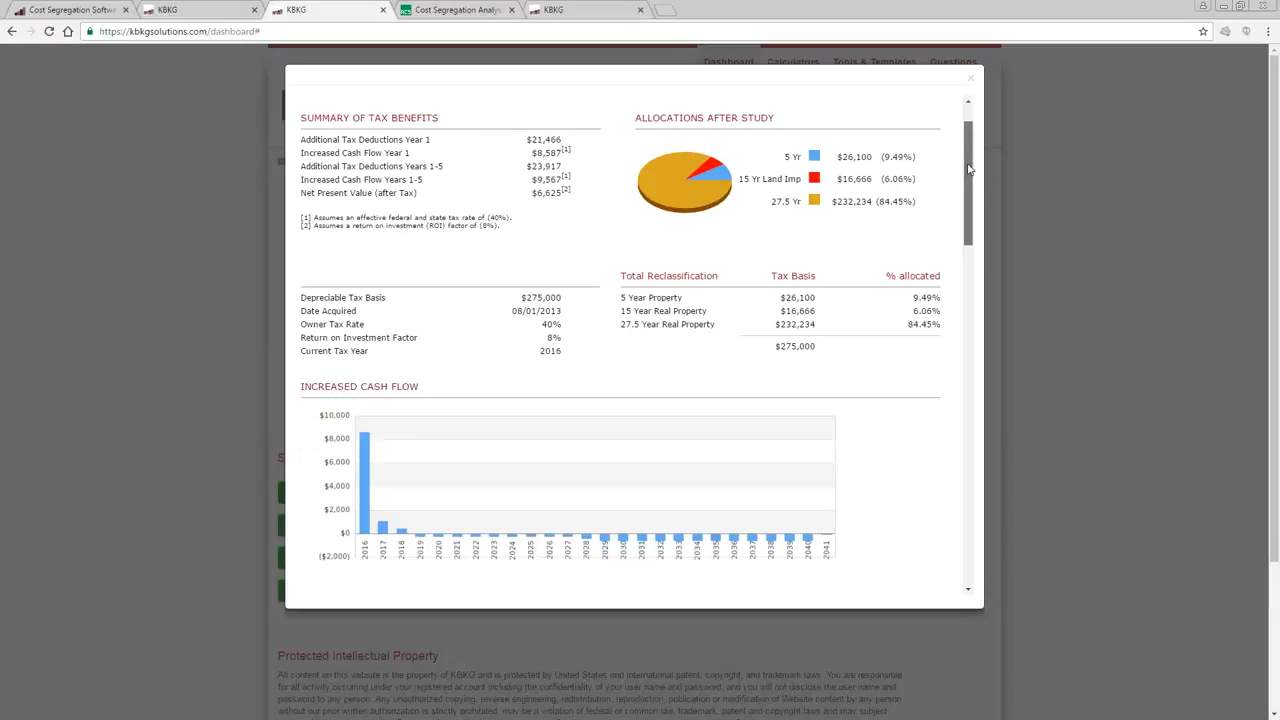 Cost Segregation Softw
KBKG
KBKG
Cost Segregation Analys
KBKG
https://kbkgsolutions.com/dashboard#
Dashboard Calculators Tools & Templates Questions
SUMMARY OF TAX BENEFITS
Additional Tax Deductions Year 1 $21,466
Increased Cash Flow Year 1 $8,587[1]
Additional Tax Deductions Years 1-5 $23,917
Increased Cash Flow Years 1-5 $9,567[1]
Net Present Value (after Tax) $6,625[2]
[1] Assumes an effective federal and state tax rate of (40%).
[2] Assumes a return on investment (ROI) factor of (8%).
ALLOCATIONS AFTER STUDY
5 Yr $26,100 (9.49%)
15 Yr Land Imp $16,666 (6.06%)
27.5 Yr $232,234 (84.45%)
Depreciable Tax Basis $275,000
Date Acquired 08/01/2013
Owner Tax Rate 40%
Return on Investment Factor 8%
Current Tax Year 2016
Total Reclassification Tax Basis % allocated
5 Year Property $26,100 9.49%
15 Year Real Property $16,666 6.06%
27.5 Year Real Property $232,234 84.45%
$275,000
INCREASED CASH FLOW
$10,000
$8,000
$6,000
$4,000
$2,000
$0
($2,000)
2016 2017 2018 2019 2020 2021 2022 2023 2024 2025 2026 2027 2028 2029 2030 2031 2032 2033 2034 2035 2036 2037 2038 2039 2040 2041
Protected Intellectual Property
All content on this website is the property of KBKG and is protected by United States and international patent, copyright, and trademark laws. You are responsible
for all activity occurring under your registered account including the confidentiality of your user name and password, and you will not disclose the user name and
password to any person. Any unauthorized copying, reverse engineering, redistribution, reproduction, publication or modification of Website content by any person
without our prior written authorization is strictly prohibited, may be a violation of federal or common law, trademark, patent and copyright laws and may subject